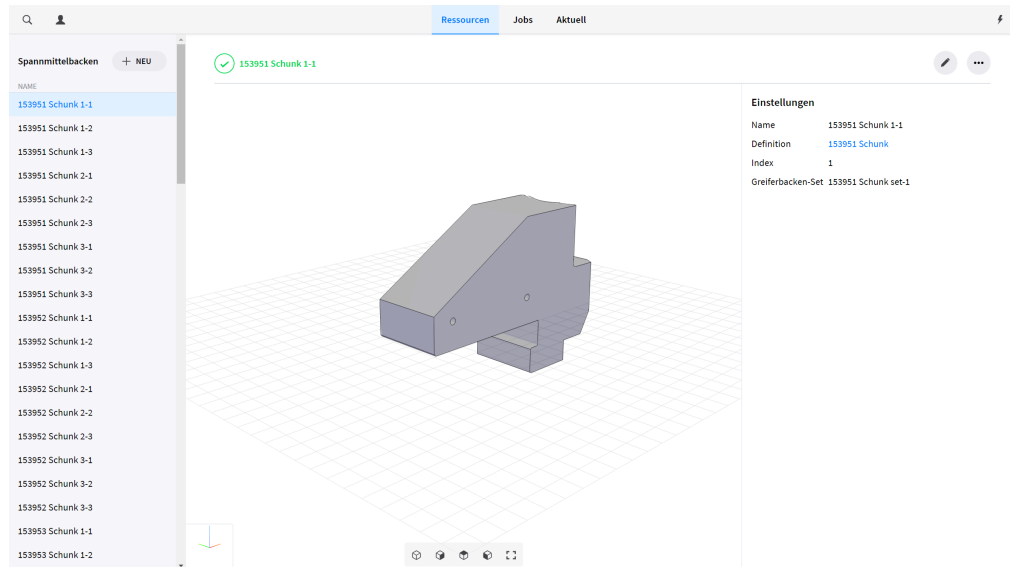 Ressourcen Jobs Aktuell
Spannmittelbacken
NEU
NAME
153951 Schunk 1-1
153951 Schunk 1-2
153951 Schunk 1-3
153951 Schunk 2-1
153951 Schunk 2-2
153951 Schunk 2-3
153951 Schunk 3-1
153951 Schunk 3-2
153951 Schunk 3-3
153952 Schunk 1-1
153952 Schunk 1-2
153952 Schunk 1-3
153952 Schunk 2-1
153952 Schunk 2-2
153952 Schunk 2-3
153952 Schunk 3-1
153952 Schunk 3-2
153952 Schunk 3-3
153953 Schunk 1-1
153953 Schunk 1-2
153951 Schunk 1-1
Einstellungen
Name 153951 Schunk 1-1
Definition 153951 Schunk
Index 1
Greiferbacken-Set 153951 Schunk set-1